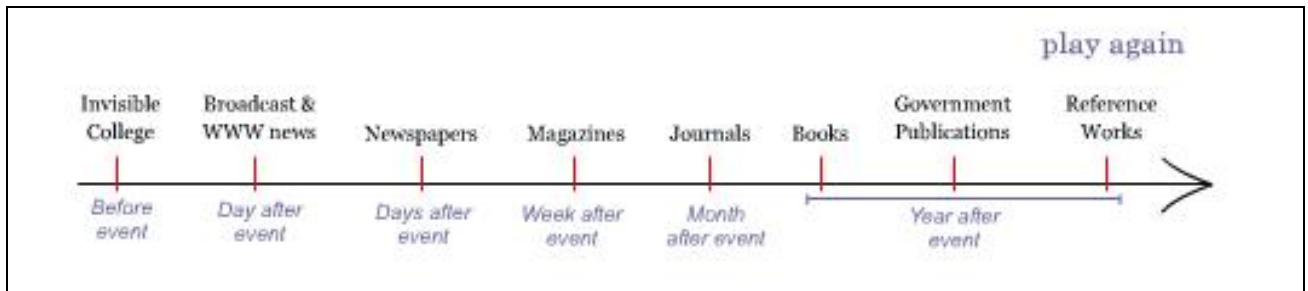 play again
Invisible
College
Broadcast &
WWW news
Newspapers
Magazines
Journals
Books
Government
Publications
Reference
Works
Before
event
Day after
event
Days after
event
Week after
event
Month
after event
Year after
event